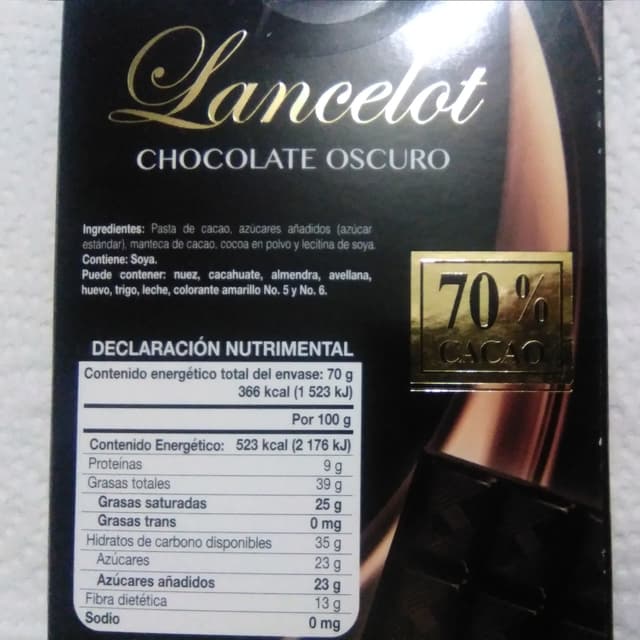 Lancelot
CHOCOLATE OSCURO
Ingredientes: Pasta de cacao, azúcares añadidos (azúcar
estándar), manteca de cacao, cocoa en polvo y lecitina de soya.
Contiene: Soya.
Puede contener: nuez, cacahuate, almendra, avellana,
huevo, trigo, leche, colorante amarillo No. 5 y No. 6.
70 %
CACAO
DECLARACIÓN NUTRIMENTAL
Contenido energético total del envase: 70 g
366 kcal (1 523 kJ)
Por 100 g
Contenido Energético: 523 kcal (2 176 kJ)
Proteínas 9 g
Grasas totales 39 g
Grasas saturadas 25 g
Grasas trans 0 mg
Hidratos de carbono disponibles 35 g
Azúcares 23 g
Azúcares añadidos 23 g
Fibra dietética 13 g
Sodio 0 mg